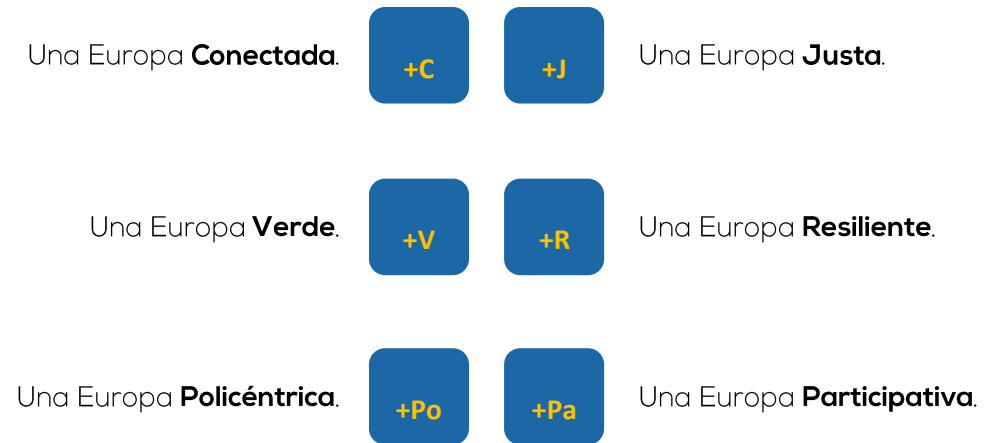 Una Europa Conectada. +C +J Una Europa Justa.
Una Europa Verde. +V +R Una Europa Resiliente.
Una Europa Policéntrica. +Po +Pa Una Europa Participativa.